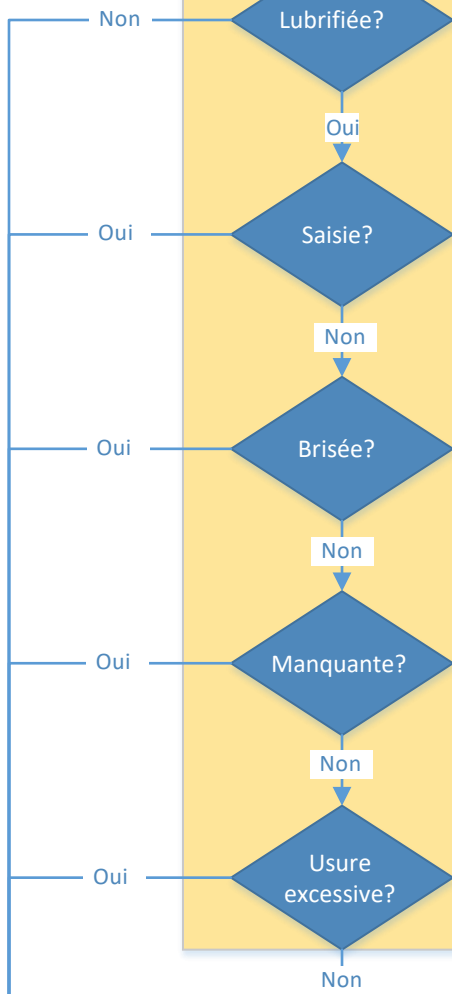 Non
Lubrifiée?
Oui
Oui
Saisie?
Non
Oui
Brisée?
Non
Oui
Manquante?
Non
Oui
Usure
excessive?
Non